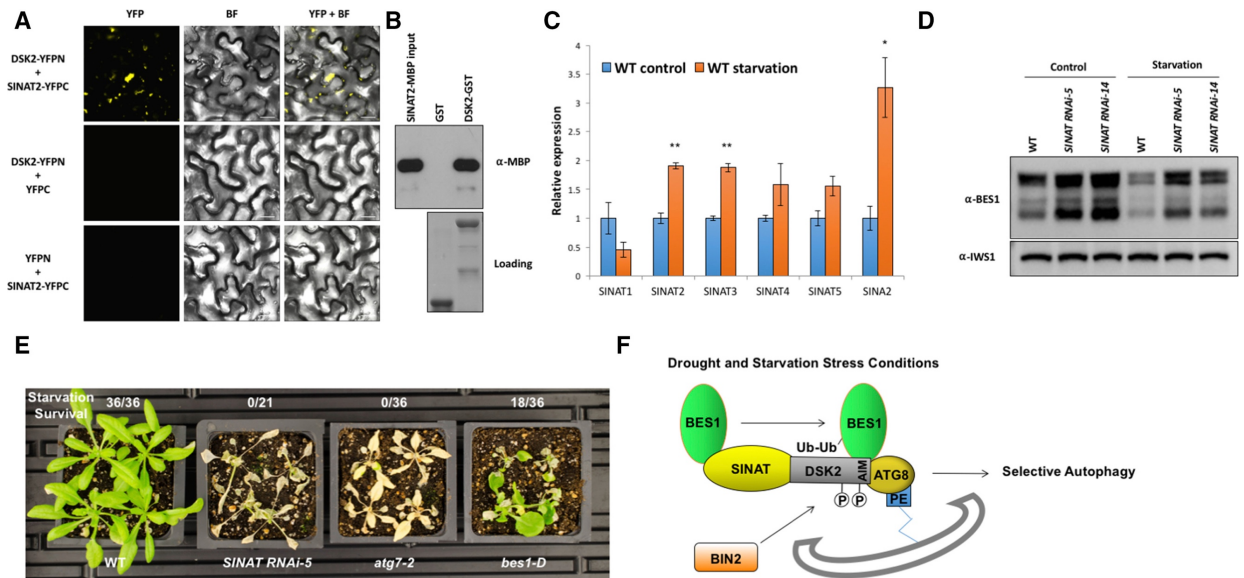 A
YFP
BF
YFP + BF
DSK2-YFPN
+
SINAT2-YFPC
DSK2-YFPN
+
YFPC
YFPN
+
SINAT2-YFPC
B
SINAT2-MBP input
GST
DSK2-GST
α-MBP
Loading
C
Relative expression
4
3.5
3
2.5
2
1.5
1
0.5
0
WT control
WT starvation
**
**
*
SINAT1
SINAT2
SINAT3
SINAT4
SINAT5
SINA2
D
Control
Starvation
WT
SINAT RNAi-5
SINAT RNAi-14
WT
SINAT RNAi-5
SINAT RNAi-14
α-BES1
α-IWS1
E
Starvation
Survival
36/36
0/21
0/36
18/36
WT
SINAT RNAi-5
atg7-2
bes1-D
F
Drought and Starvation Stress Conditions
BES1
BES1
Ub-Ub
SINAT
DSK2
AIM
ATG8
Selective Autophagy
P
P
PE
BIN2